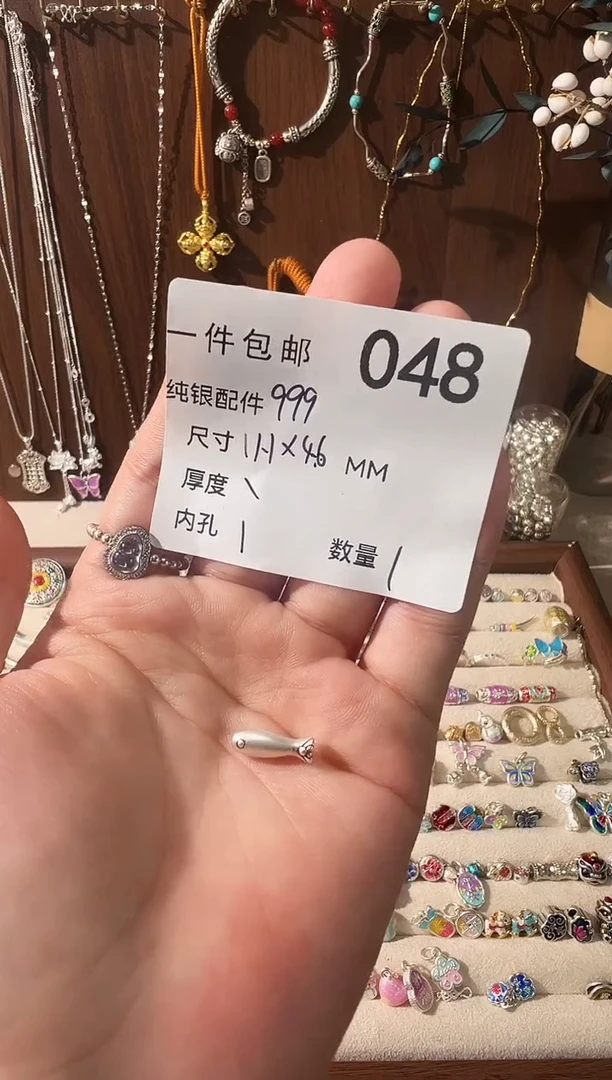 一件包邮 048
纯银配件 999
尺寸 11.1×4.6 MM
厚度 \
内孔 | 数量 /